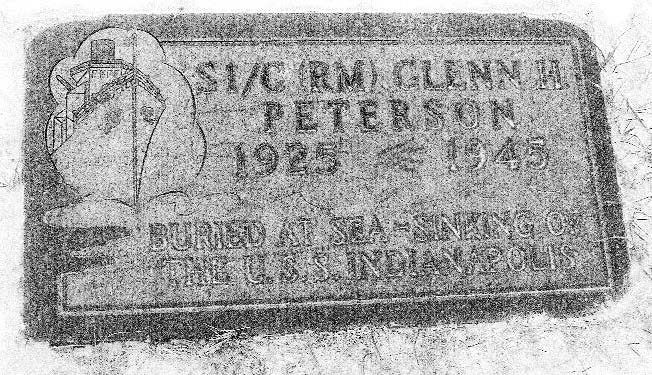 S1/C (RM) GLENN H.
PETERSON
1925 1945
BURIED AT SEA-SINKING OF
THE U.S.S. INDIANAPOLIS